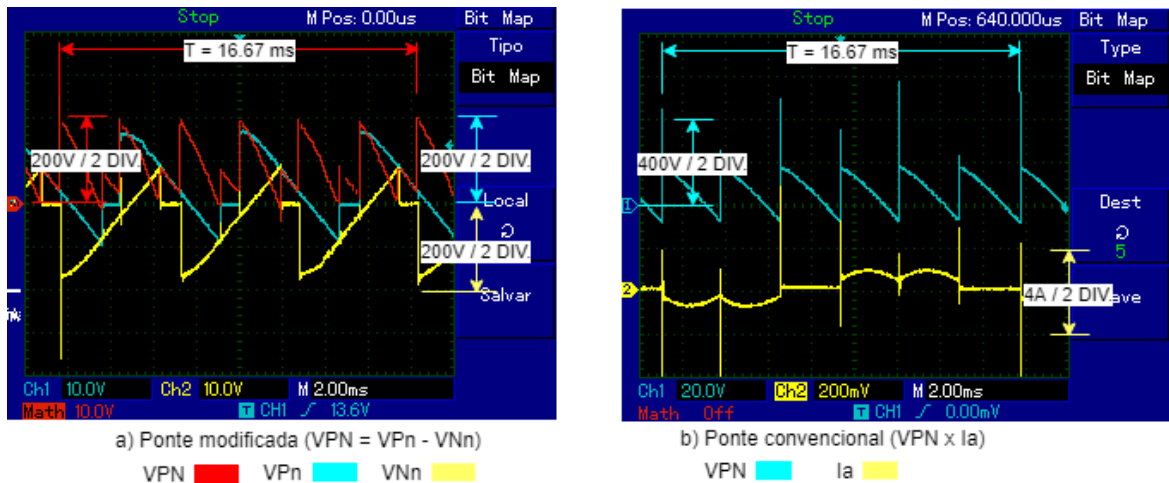 Stop M Pos: 0.00us Bit Map
Tipo
Bit Map
T = 16.67 ms
200V / 2 DIV.
200V / 2 DIV.
Local
200V / 2 DIV.
Salvar
Ch1 10.0V Ch2 10.0V M 2.00ms
Math 10.0V T CH1 13.6V
a) Ponte modificada (VPN = VPn - VNn)
VPN VPn VNn
Stop M Pos: 640.000us Bit Map
Type
Bit Map
T = 16.67 ms
400V / 2 DIV.
1
Dest
5
2
4A / 2 DIV.
ave
Ch1 20.0V Ch2 200mV M 2.00ms
Math Off T CH1 0.00mV
b) Ponte convencional (VPN x Ia)
VPN Ia